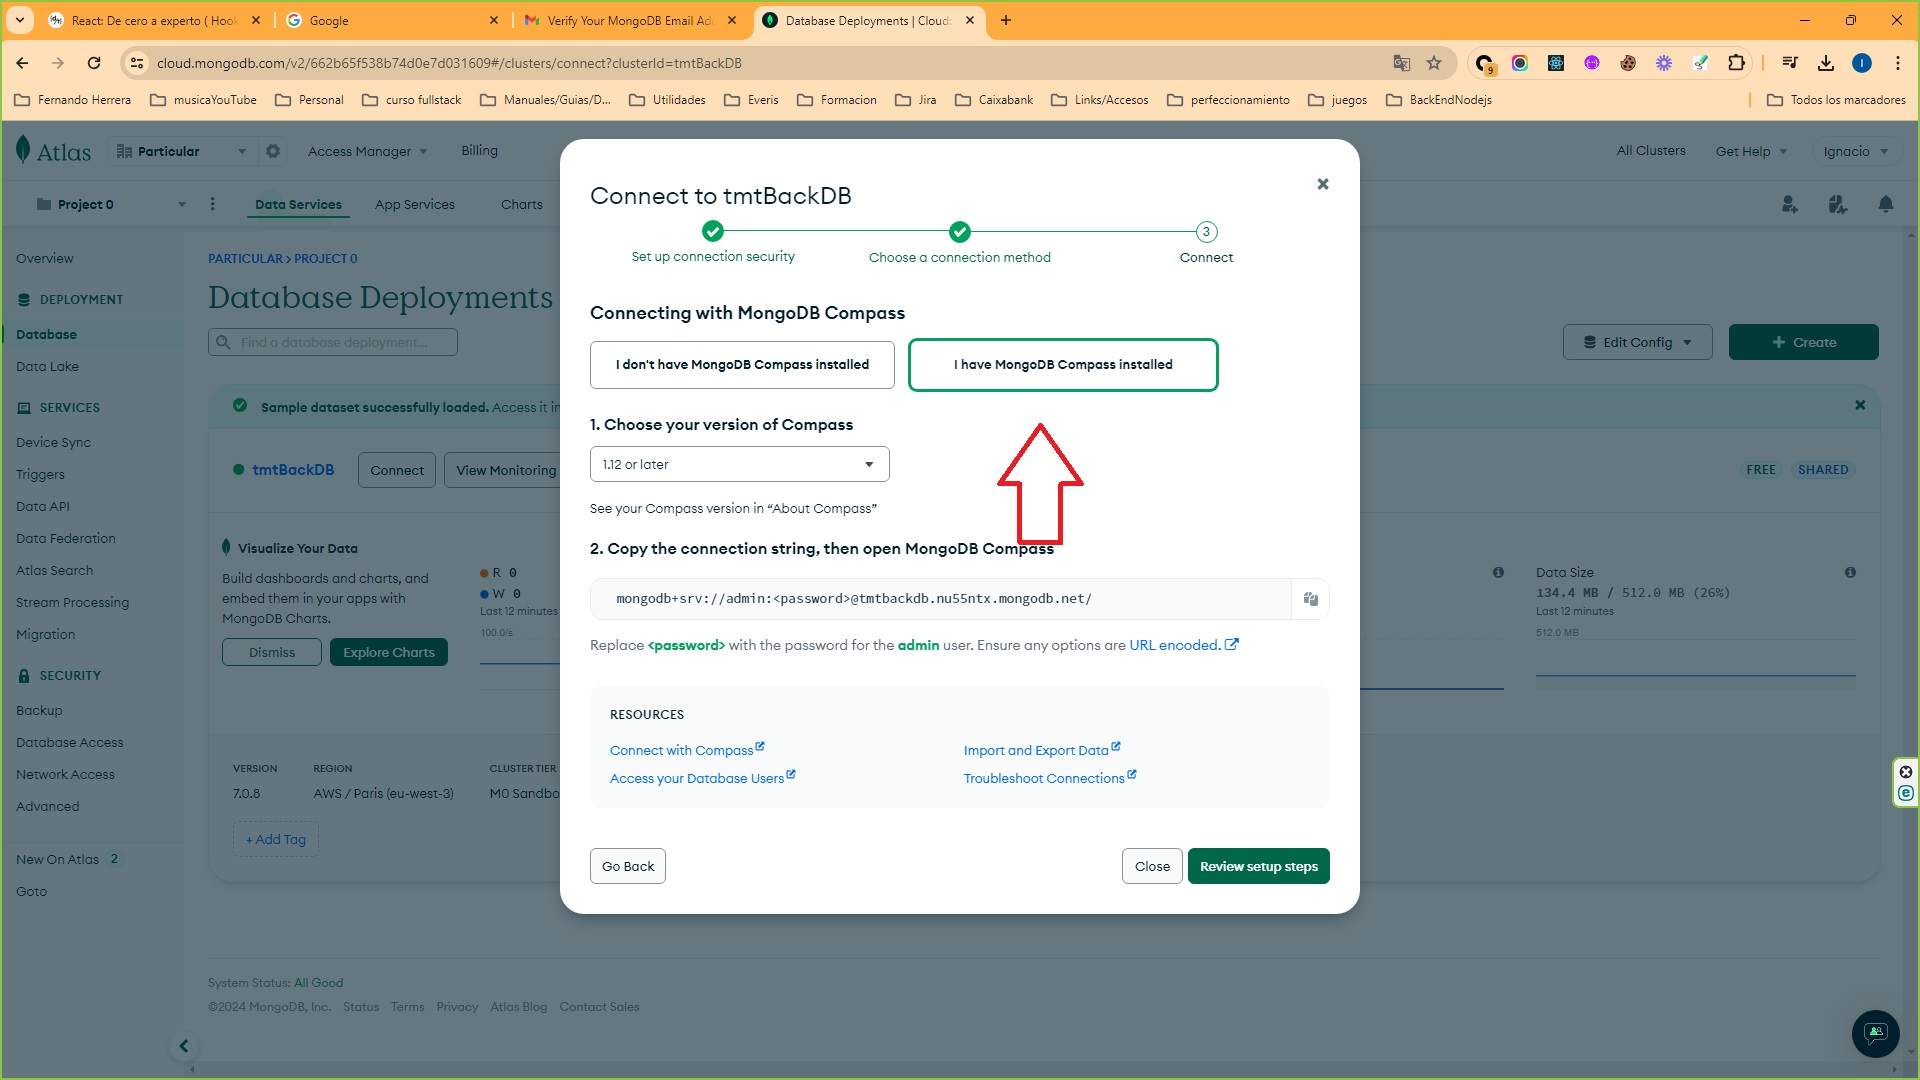 React: De cero a experto ( Hook
Google
Verify Your MongoDB Email Ad
Database Deployments | Cloud
cloud.mongodb.com/v2/662b65f538b74d0e7d031609#/clusters/connect?clusterId=tmtBackDB
9
I
Fernando Herrera
musicaYouTube
Personal
curso fullstack
Manuales/Guias/D...
Utilidades
Everis
Formacion
Jira
Caixabank
Links/Accesos
perfeccionamiento
juegos
BackEndNodejs
Todos los marcadores
Atlas
Particular
Access Manager
Billing
All Clusters
Get Help
Ignacio
Project 0
Data Services
App Services
Charts
Overview
DEPLOYMENT
Database
Data Lake
SERVICES
Device Sync
Triggers
Data API
Data Federation
Atlas Search
Stream Processing
Migration
SECURITY
Backup
Database Access
Network Access
Advanced
New On Atlas 2
Goto
PARTICULAR > PROJECT 0
Database Deployments
Find a database deployment...
Edit Config
+ Create
Sample dataset successfully loaded. Access it in
tmtBackDB
Connect
View Monitoring
FREE
SHARED
Visualize Your Data
Build dashboards and charts, and
embed them in your apps with
MongoDB Charts.
Dismiss
Explore Charts
R 0
W 0
Last 12 minutes
100.0/s
Data Size
134.4 MB / 512.0 MB (26%)
Last 12 minutes
512.0 MB
VERSION
REGION
CLUSTER TIER
7.0.8
AWS / Paris (eu-west-3)
M0 Sandbo
+ Add Tag
System Status: All Good
©2024 MongoDB, Inc.
Status
Terms
Privacy
Atlas Blog
Contact Sales
Connect to tmtBackDB
3
Set up connection security
Choose a connection method
Connect
Connecting with MongoDB Compass
I don't have MongoDB Compass installed
I have MongoDB Compass installed
1. Choose your version of Compass
1.12 or later
See your Compass version in “About Compass”
2. Copy the connection string, then open MongoDB Compass
mongodb+srv://admin:<password>@tmtbackdb.nu55ntx.mongodb.net/
Replace <password> with the password for the admin user. Ensure any options are URL encoded.
RESOURCES
Connect with Compass
Import and Export Data
Access your Database Users
Troubleshoot Connections
Go Back
Close
Review setup steps